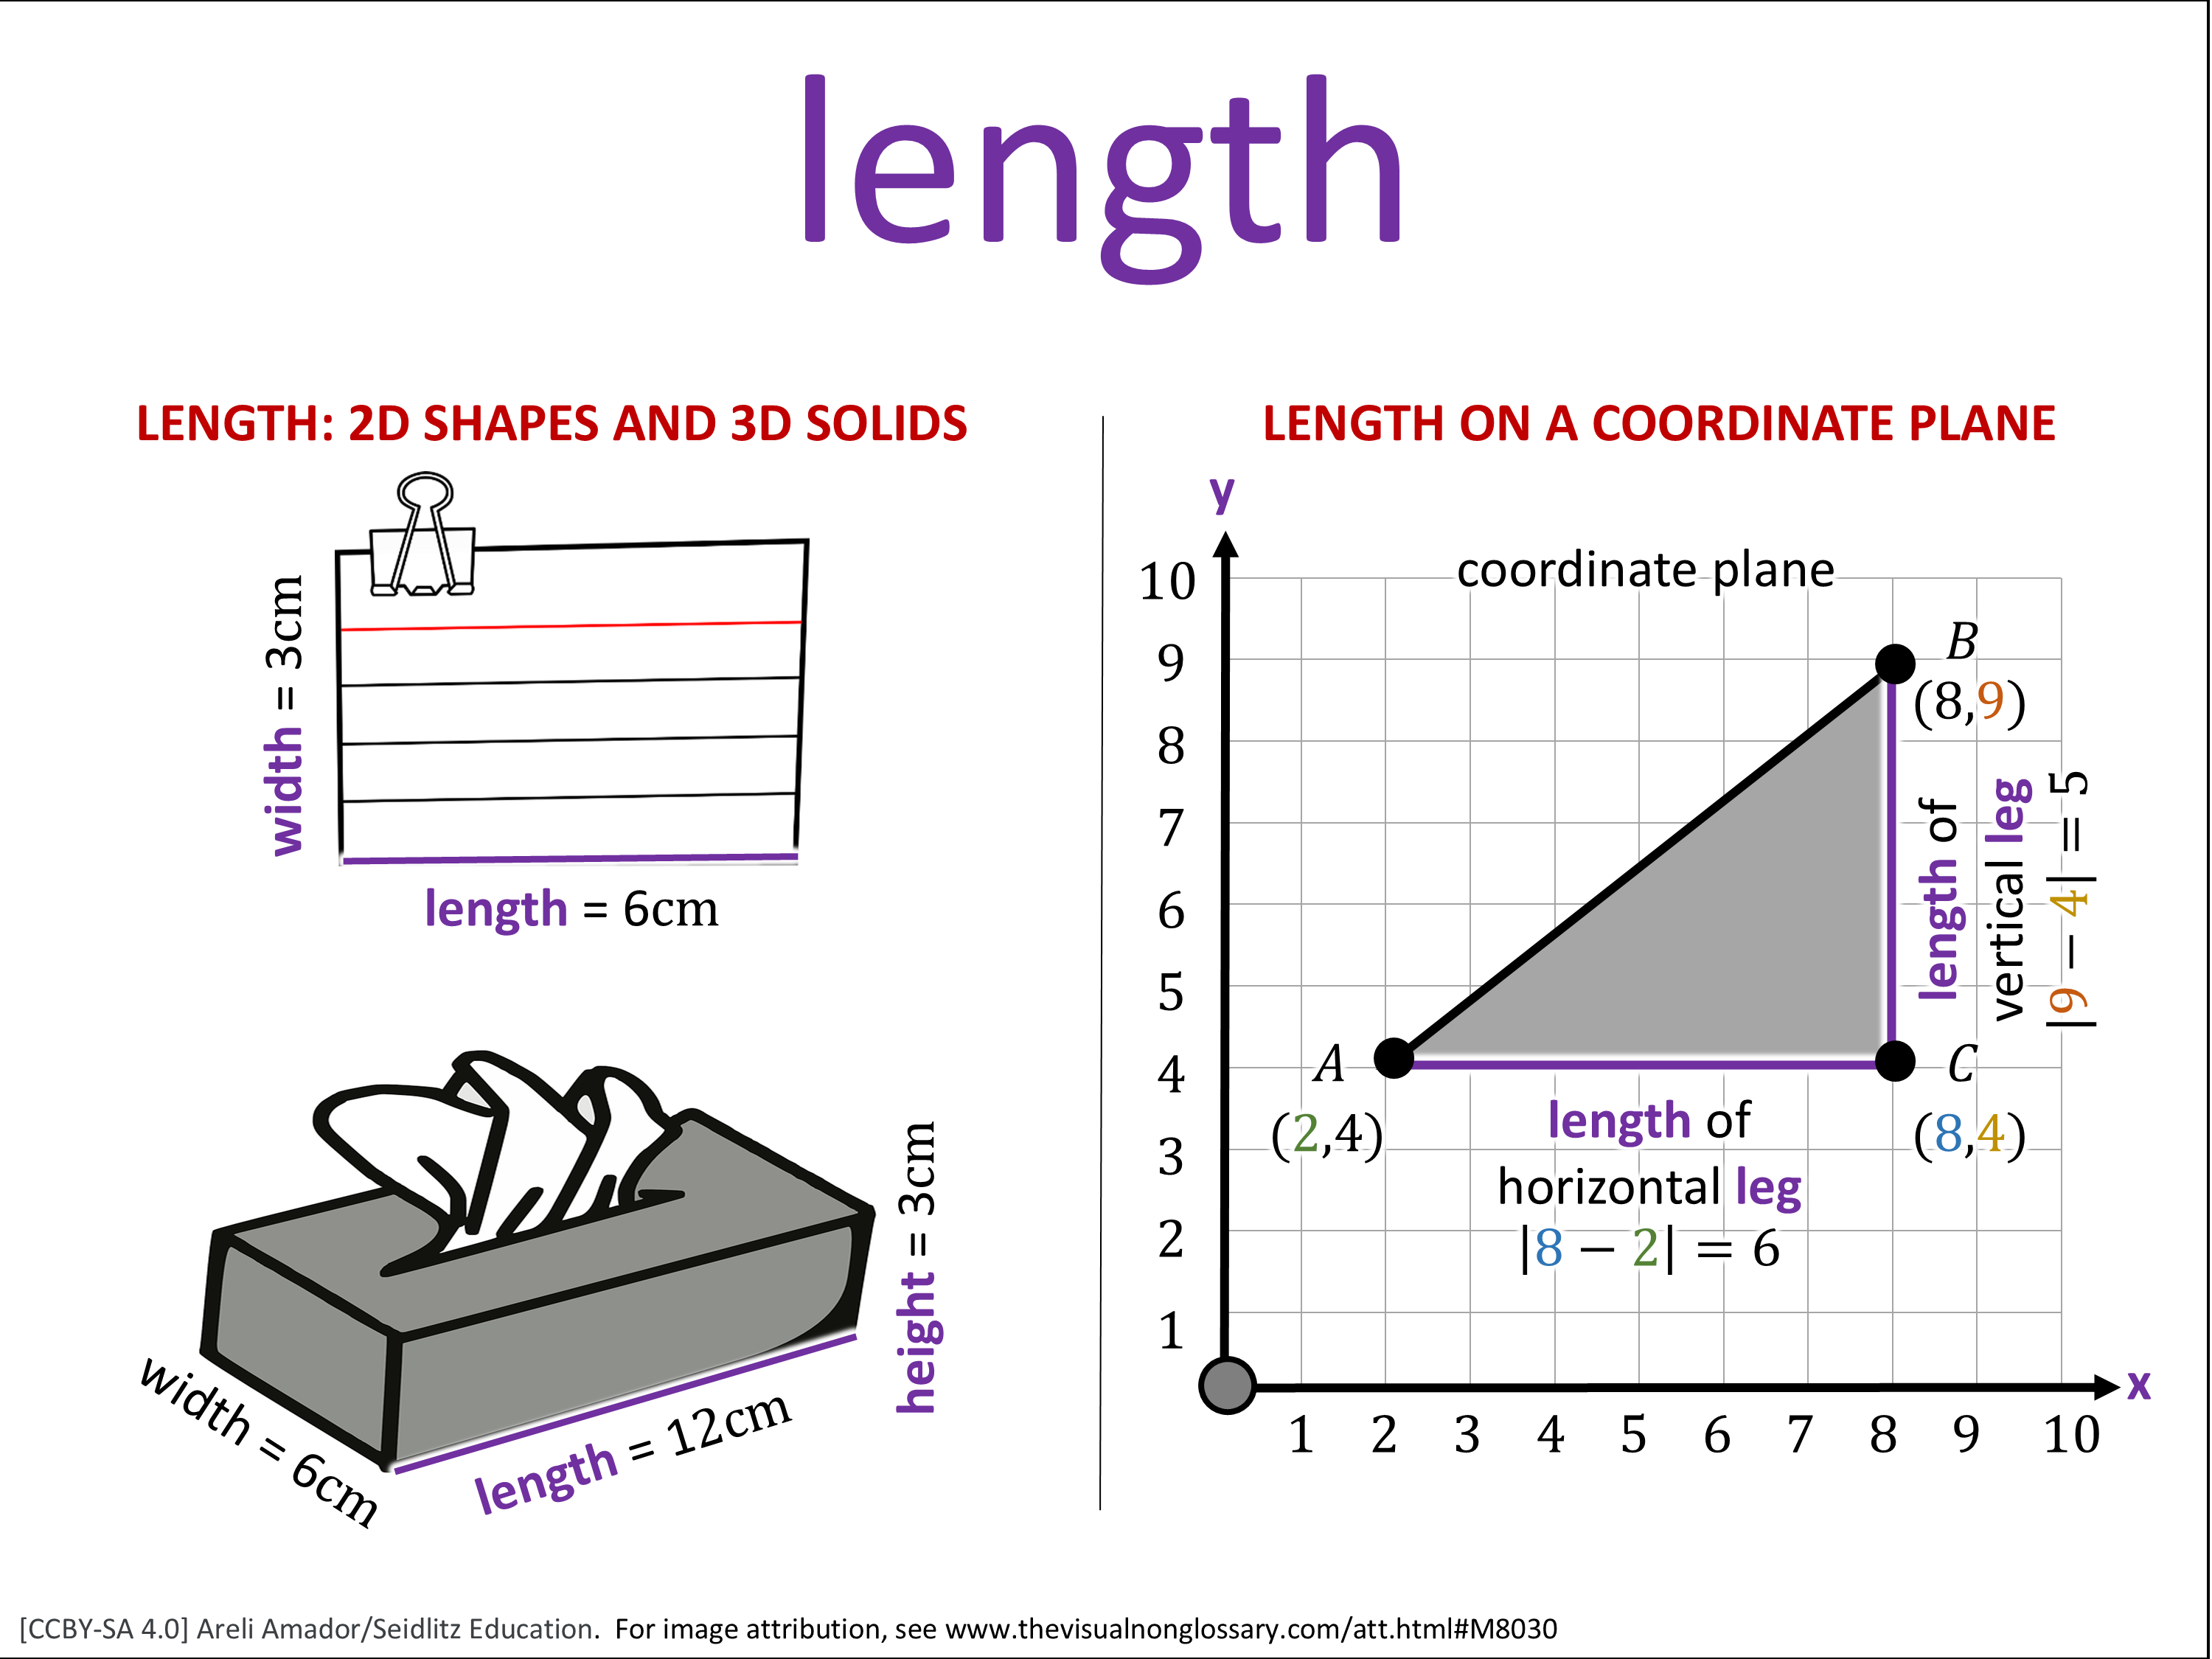 length
LENGTH: 2D SHAPES AND 3D SOLIDS
width = 3cm
length = 6cm
width = 6cm
length = 12cm
height = 3cm
LENGTH ON A COORDINATE PLANE
y
coordinate plane
10
9
8
7
6
5
4
3
2
1
B
(8,9)
length of
vertical leg
|9 − 4| = 5
A
(2,4)
C
(8,4)
length of
horizontal leg
|8 − 2| = 6
x
1 2 3 4 5 6 7 8 9 10
[CCBY-SA 4.0] Areli Amador/Seidlitz Education. For image attribution, see www.thevisualnonglossary.com/att.html#M8030